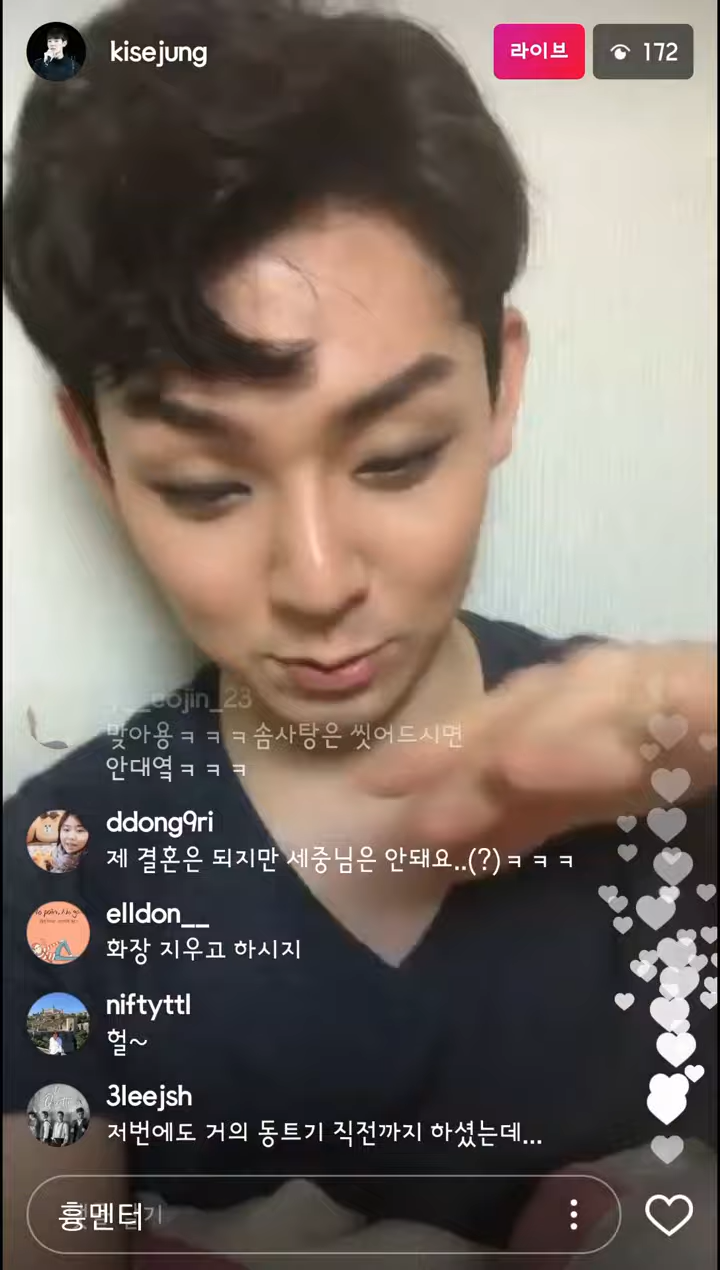 kisejung
라이브
172
맞아용ㅋㅋㅋ솜사탕은 씻어드시면
안대엨ㅋㅋㅋ
ddong9ri
제 결혼은 되지만 세중님은 안돼요..(?)ㅋㅋㅋ
elldon__
화장 지우고 하시지
niftyttl
헐~
3leejsh
저번에도 거의 동트기 직전까지 하셨는데...
흉멘터